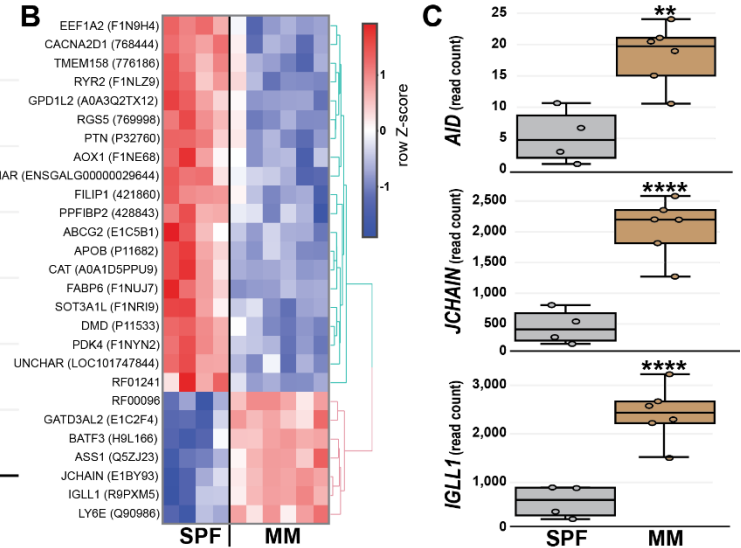 B
EEF1A2 (F1N9H4)
CACNA2D1 (768444)
TMEM158 (776186)
RYR2 (F1NLZ9)
GPD1L2 (A0A3Q2TX12)
RGS5 (769998)
PTN (P32760)
AOX1 (F1NE68)
HAR (ENSGALG00000029644)
FILIP1 (421860)
PPFIBP2 (428843)
ABCG2 (E1C5B1)
APOB (P11682)
CAT (A0A1D5PPU9)
FABP6 (F1NUJ7)
SOT3A1L (F1NRI9)
DMD (P11533)
PDK4 (F1NYN2)
UNCHAR (LOC101747844)
RF01241
RF00096
GATD3AL2 (E1C2F4)
BATF3 (H9L166)
ASS1 (Q5ZJ23)
JCHAIN (E1BY93)
IGLL1 (R9PXM5)
LY6E (Q90986)
SPF MM
1
0
-1
row Z-score
C
AID (read count)
25
20
15
10
5
0
**
JCHAIN (read count)
2,500
2,000
1,500
1,000
500
0
****
IGLL1 (read count)
3,000
2,000
1,000
0
****
SPF MM